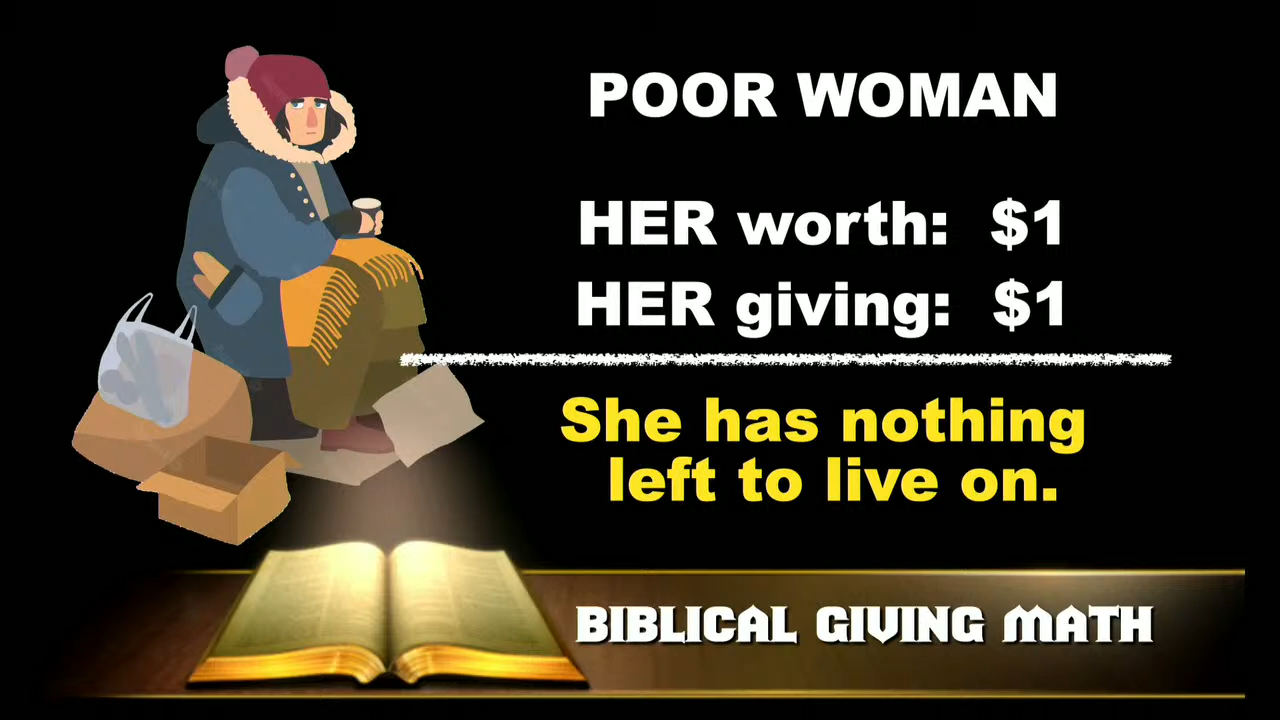 POOR WOMAN
HER worth: $1
HER giving: $1
She has nothing
left to live on.
BIBLICAL GIVING MATH